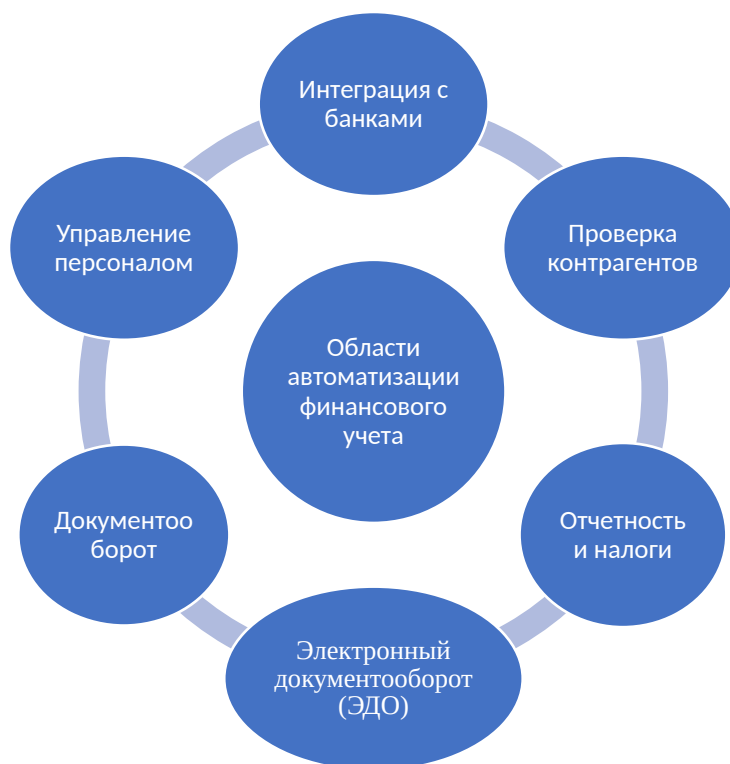 Интеграция с
банками
Управление
персоналом
Проверка
контрагентов
Области
автоматизации
финансового
учета
Документоо
борот
Отчетность
и налоги
Электронный
документооборот
(ЭДО)